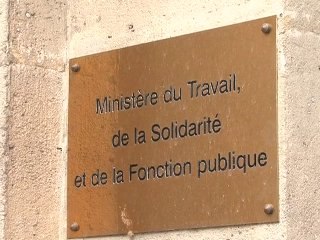 Ministère du Travail,
de la Solidarité
et de la Fonction publique